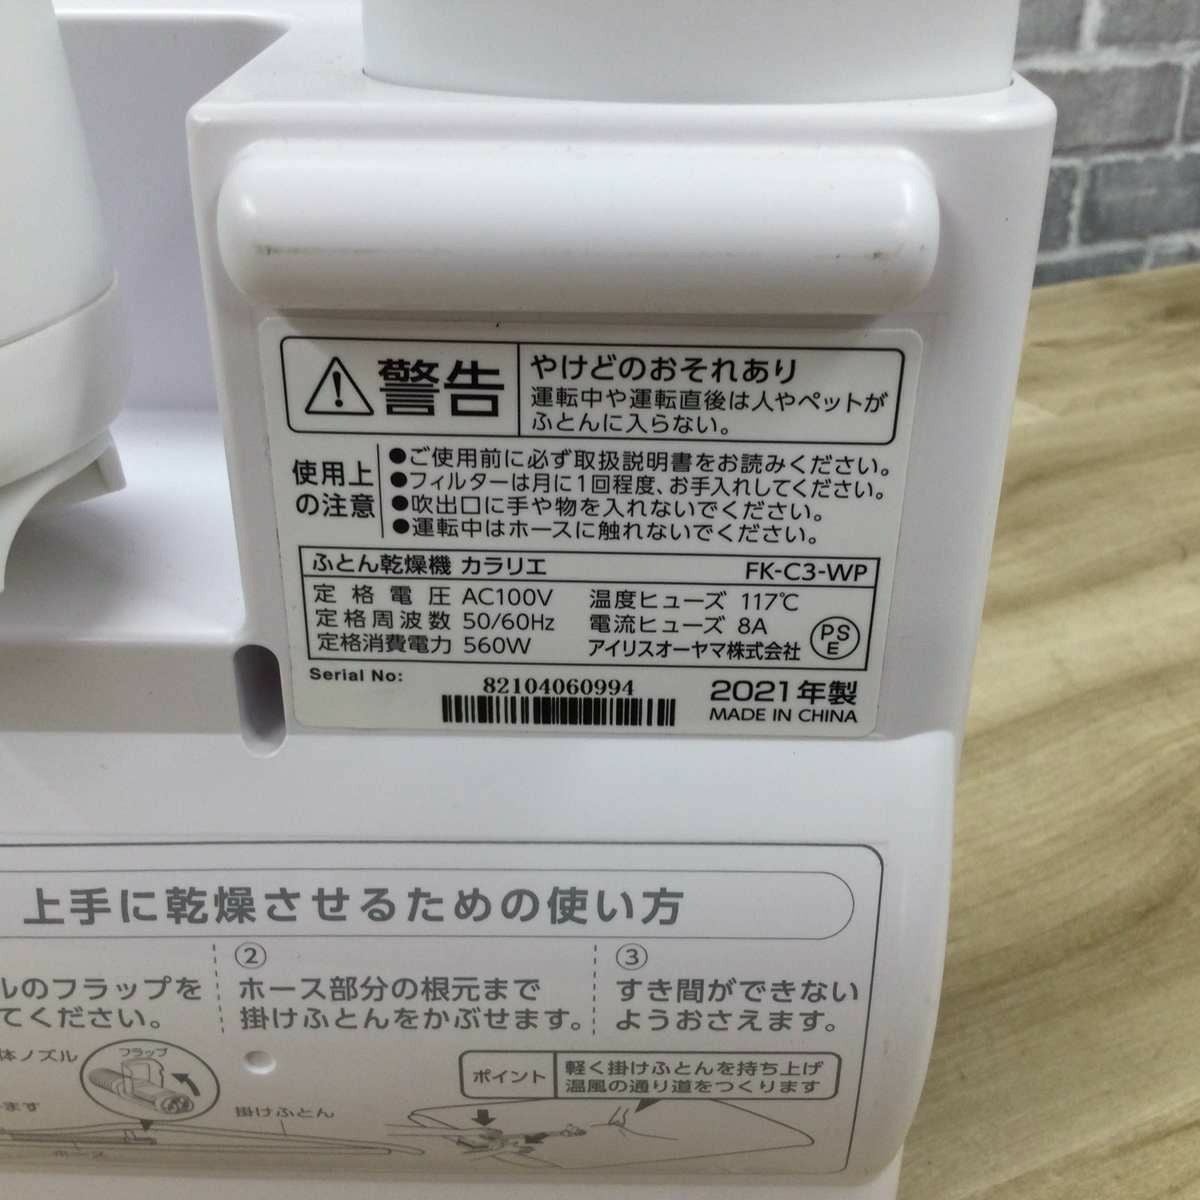 警告
やけどのおそれあり
運転中や運転直後は人やペットが
ふとんに入らない。
使用上
の注意
●ご使用前に必ず取扱説明書をお読みください。
●フィルターは月に1回程度、お手入れしてください。
●吹出口に手や物を入れないでください。
●運転中はホースに触れないでください。
ふとん乾燥機 カラリエ FK-C3-WP
定格電圧 AC100V 温度ヒューズ 117℃
定格周波数 50/60Hz 電流ヒューズ 8A
定格消費電力 560W アイリスオーヤマ株式会社
PSE
Serial No: 82104060994
2021年製
MADE IN CHINA
上手に乾燥させるための使い方
ルのフラップを
てください。
②
ホース部分の根元まで
掛けふとんをかぶせます。
③
すき間ができない
ようおさえます。
体ノズル
フラップ
ます
掛けふとん
ホース
ポイント
軽く掛けふとんを持ち上げ
温風の通り道をつくります